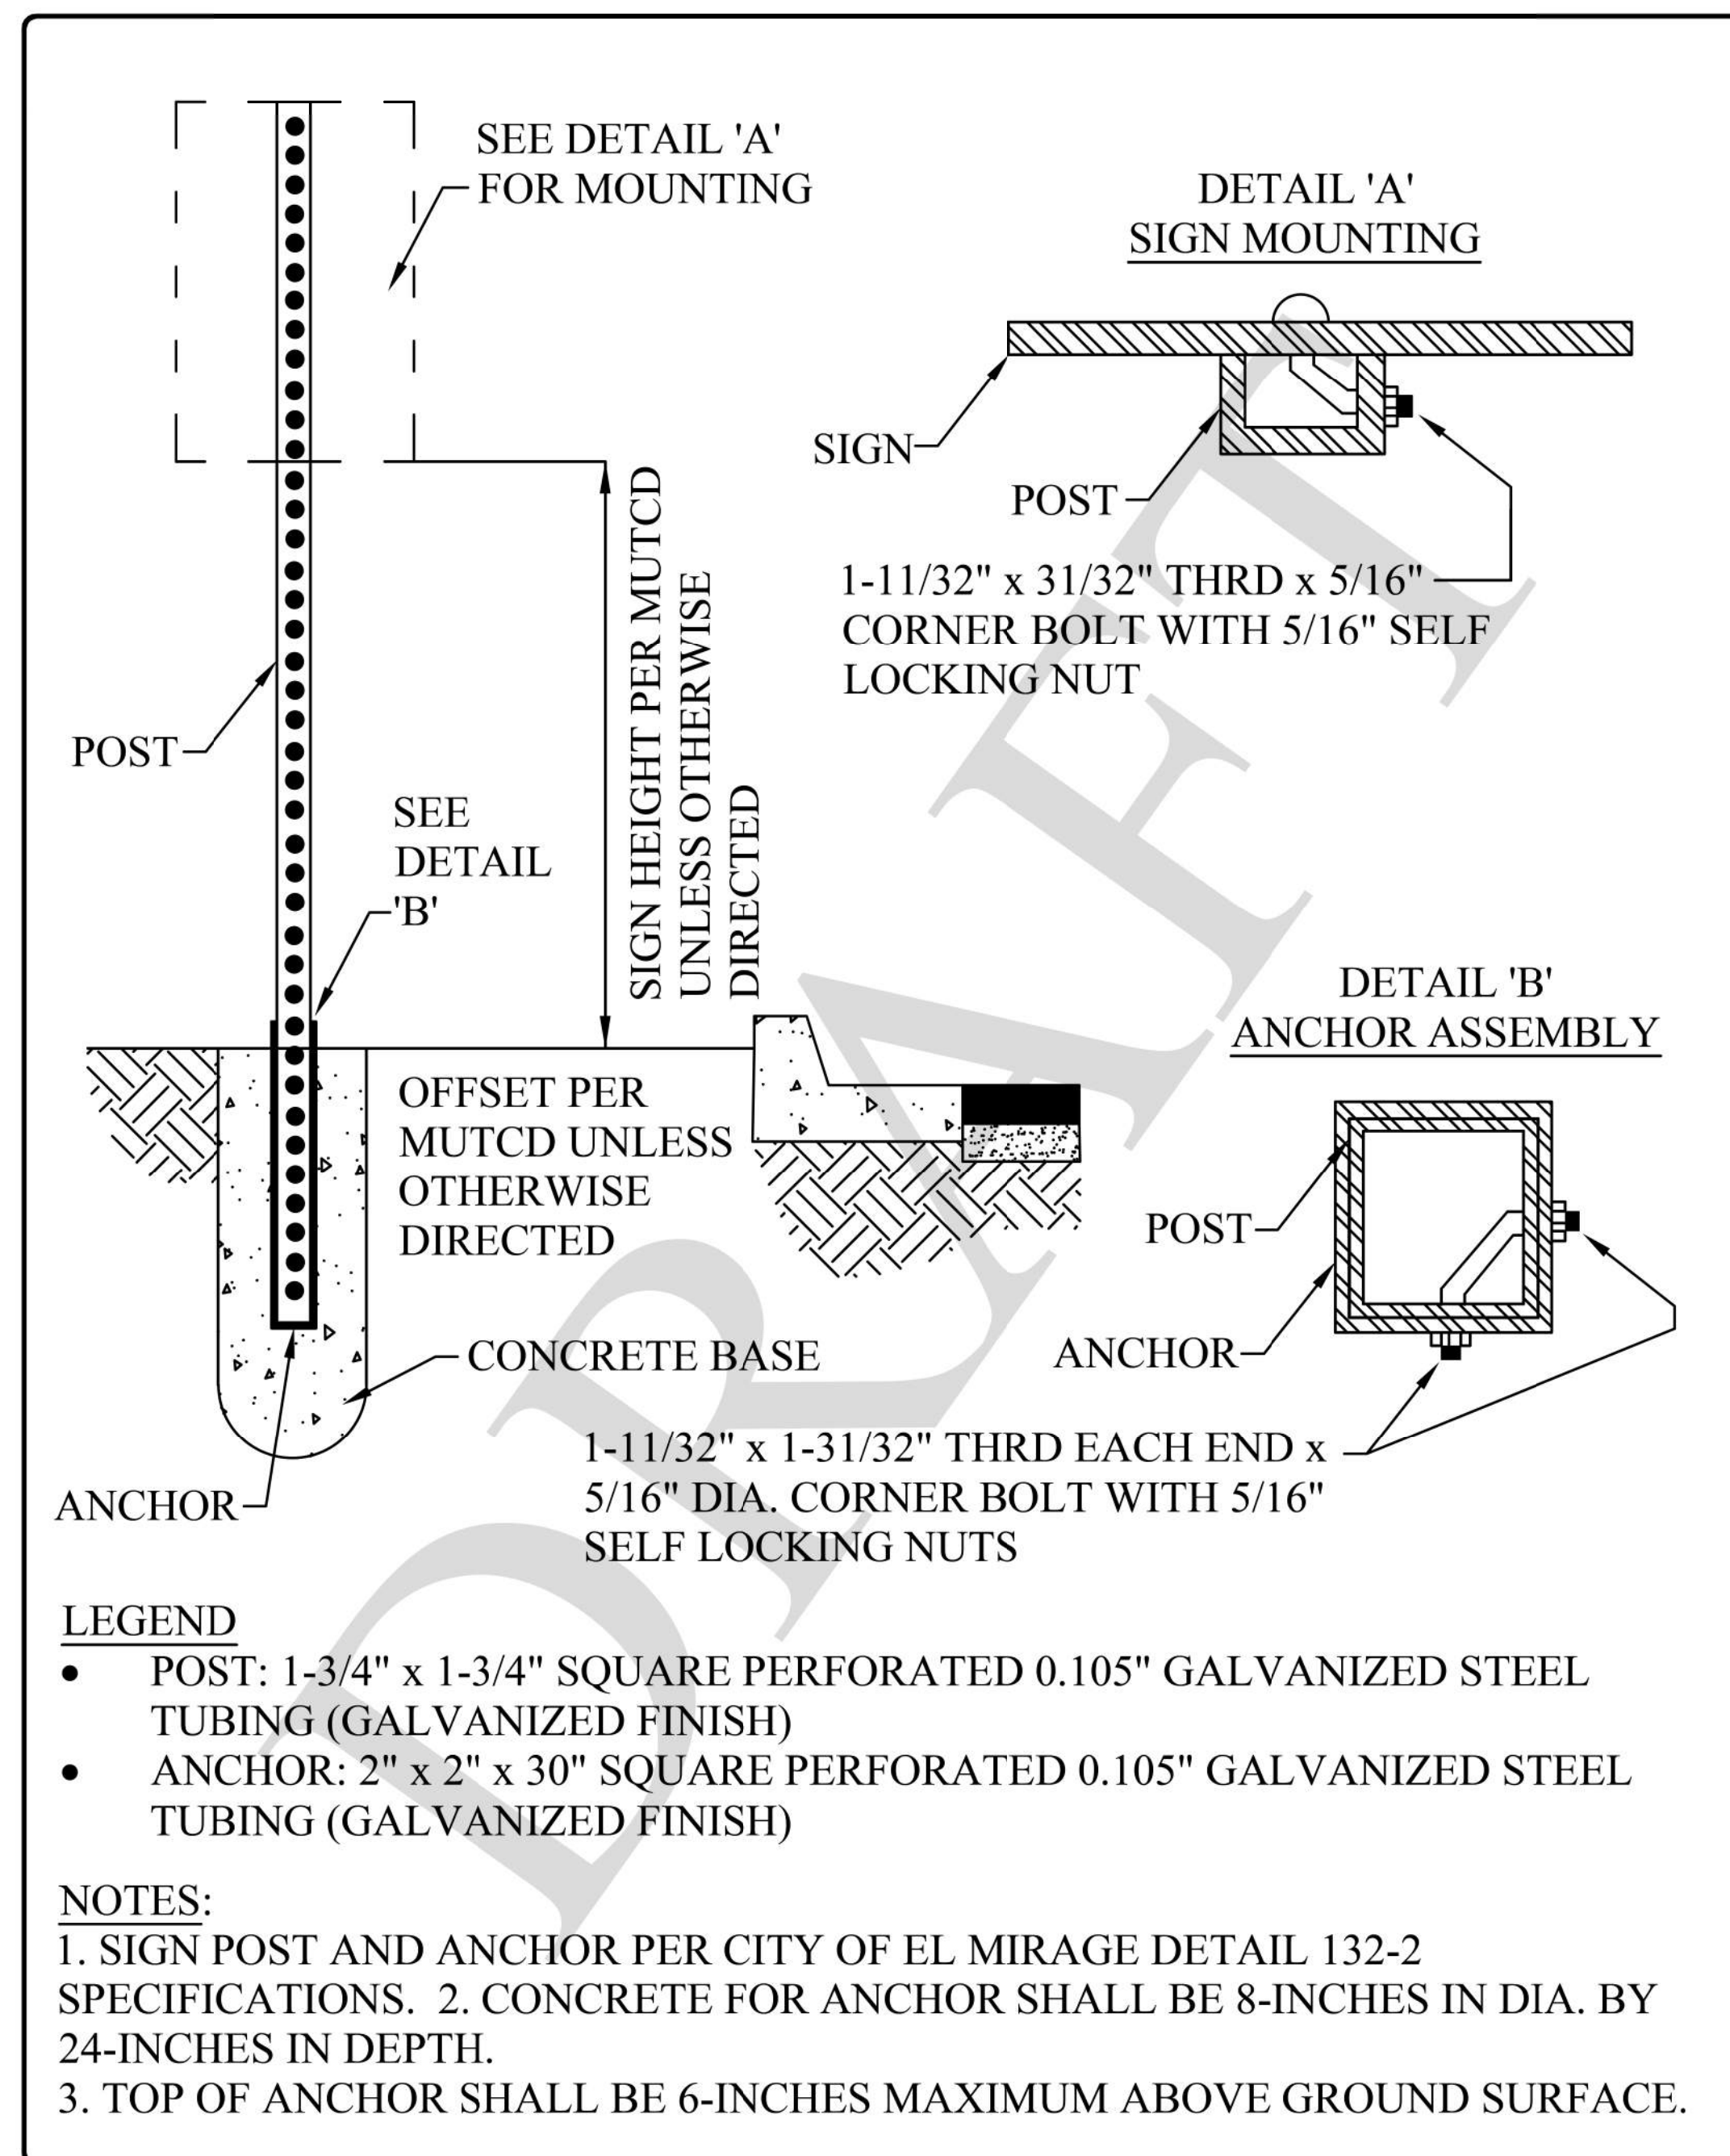 SEE DETAIL 'A'
FOR MOUNTING
DETAIL 'A'
SIGN MOUNTING
SIGN
POST
1-11/32" x 31/32" THRD x 5/16"
CORNER BOLT WITH 5/16" SELF
LOCKING NUT
SIGN HEIGHT PER MUTCD
UNLESS OTHERWISE
DIRECTED
POST
SEE
DETAIL
'B'
DETAIL 'B'
ANCHOR ASSEMBLY
OFFSET PER
MUTCD UNLESS
OTHERWISE
DIRECTED
POST
ANCHOR
CONCRETE BASE
1-11/32" x 1-31/32" THRD EACH END x
5/16" DIA. CORNER BOLT WITH 5/16"
SELF LOCKING NUTS
ANCHOR
LEGEND
• POST: 1-3/4" x 1-3/4" SQUARE PERFORATED 0.105" GALVANIZED STEEL
TUBING (GALVANIZED FINISH)
• ANCHOR: 2" x 2" x 30" SQUARE PERFORATED 0.105" GALVANIZED STEEL
TUBING (GALVANIZED FINISH)
NOTES:
1. SIGN POST AND ANCHOR PER CITY OF EL MIRAGE DETAIL 132-2
SPECIFICATIONS. 2. CONCRETE FOR ANCHOR SHALL BE 8-INCHES IN DIA. BY
24-INCHES IN DEPTH.
3. TOP OF ANCHOR SHALL BE 6-INCHES MAXIMUM ABOVE GROUND SURFACE.
DRAFT